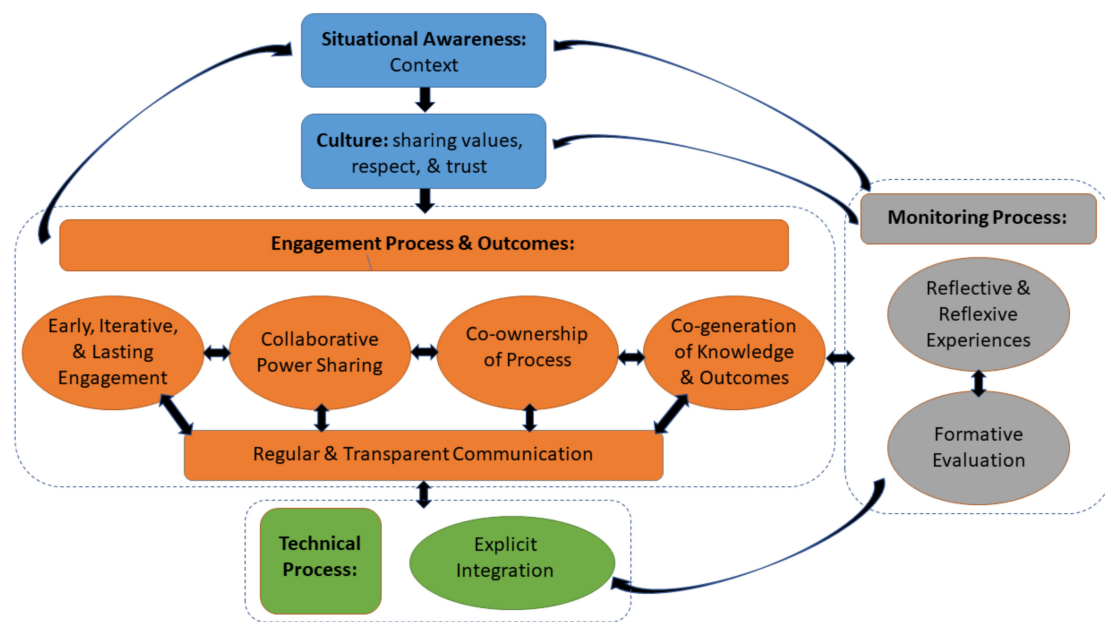 Situational Awareness:
Context
Culture: sharing values,
respect, & trust
Engagement Process & Outcomes:
Early, Iterative,
& Lasting
Engagement
Collaborative
Power Sharing
Co-ownership
of Process
Co-generation
of Knowledge
& Outcomes
Regular & Transparent Communication
Technical
Process:
Explicit
Integration
Monitoring Process:
Reflective &
Reflexive
Experiences
Formative
Evaluation